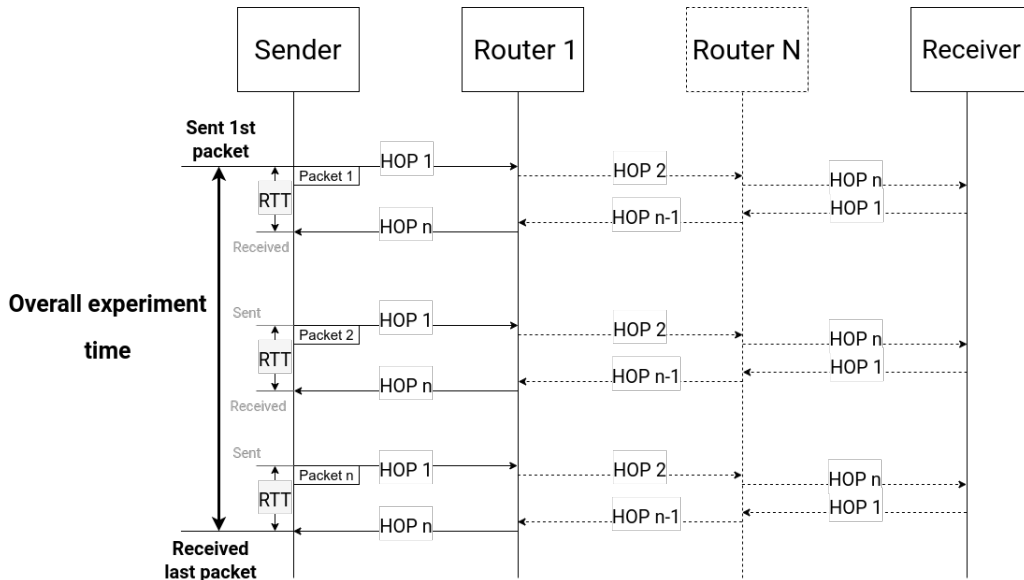 Sender
Router 1
Router N
Receiver
Sent 1st
packet
HOP 1
HOP 2
HOP n
Packet 1
RTT
HOP 1
HOP n-1
HOP n
Received
Overall experiment
time
Sent
HOP 1
HOP 2
HOP n
Packet 2
RTT
HOP 1
HOP n-1
HOP n
Received
Sent
HOP 1
HOP 2
HOP n
Packet n
RTT
HOP 1
HOP n-1
HOP n
Received
last packet